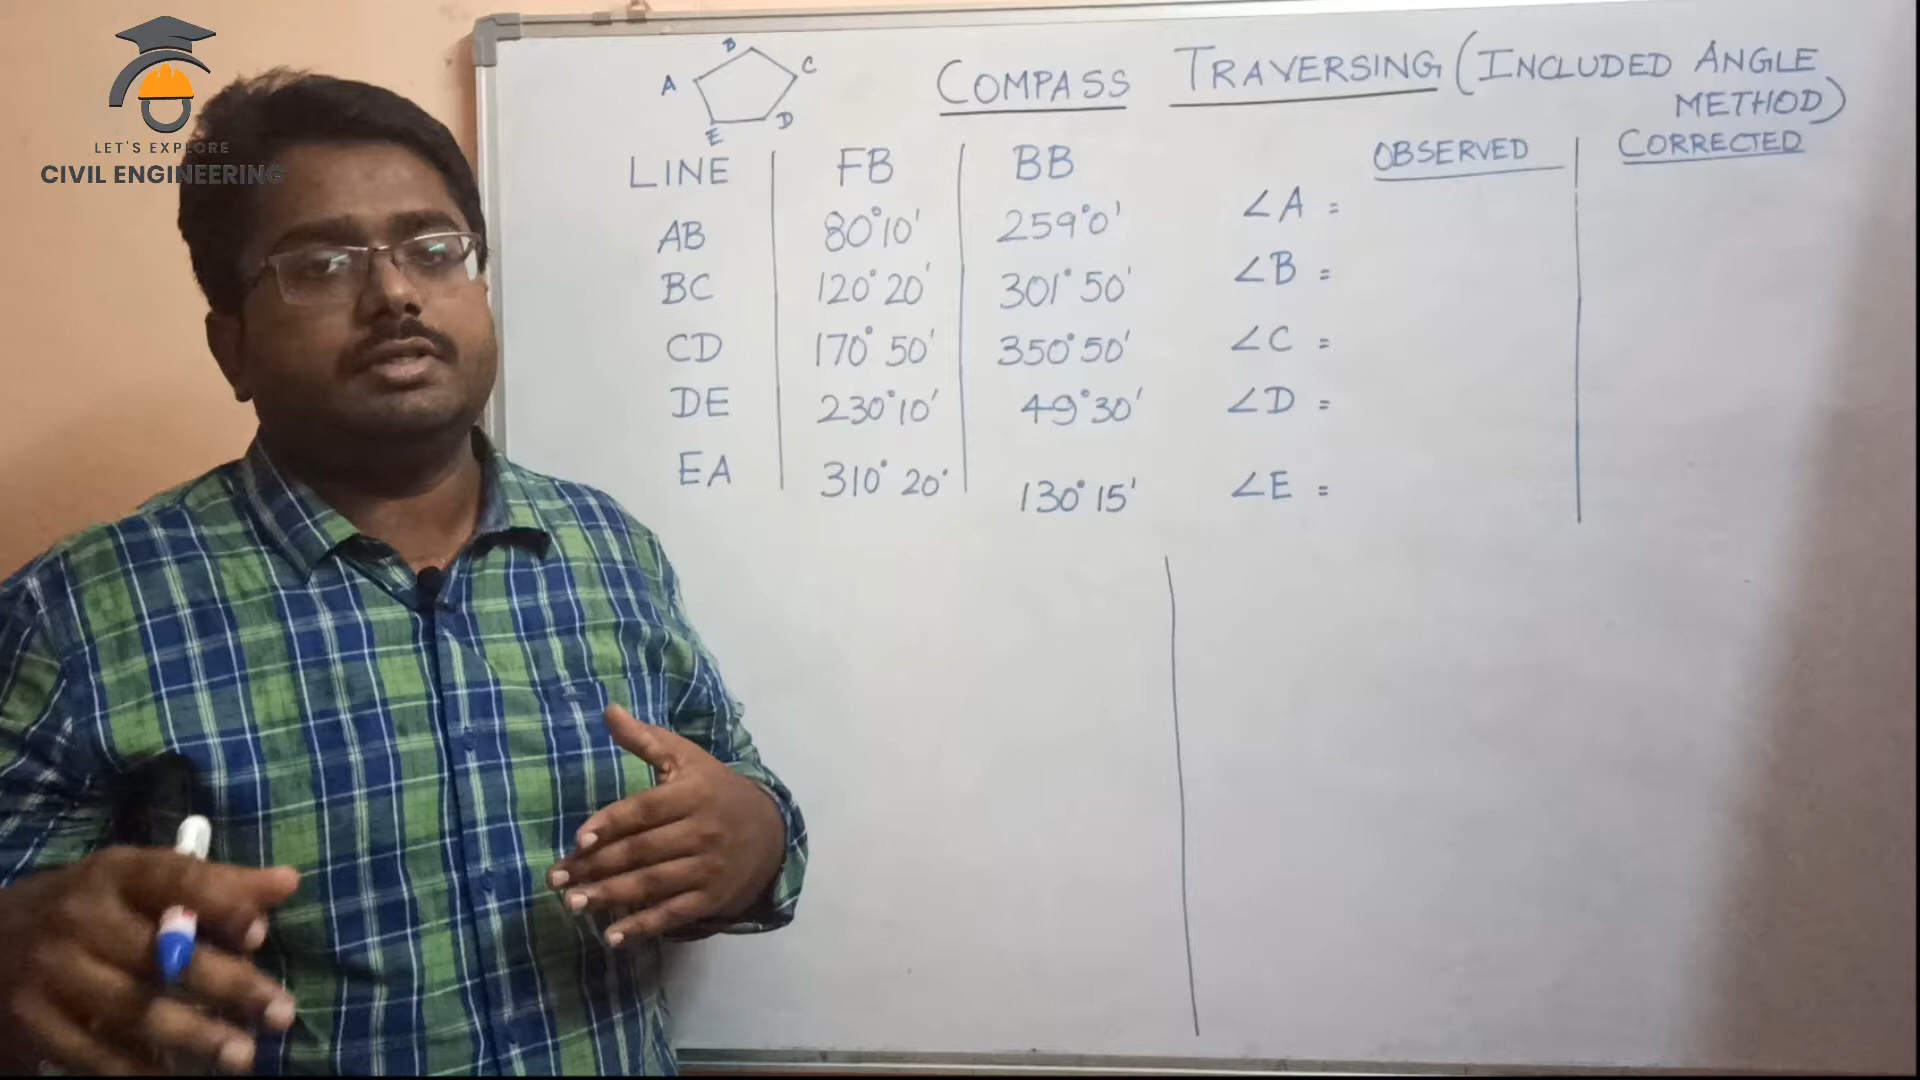 LET'S EXPLORE
CIVIL ENGINEERING
B
A
C
E
D
COMPASS TRAVERSING (INCLUDED ANGLE
METHOD)
LINE FB BB OBSERVED CORRECTED
AB 80°10' 259°0' ∠A =
BC 120°20' 301°50' ∠B =
CD 170°50' 350°50' ∠C =
DE 230°10' 49°30' ∠D =
EA 310°20' 130°15' ∠E =